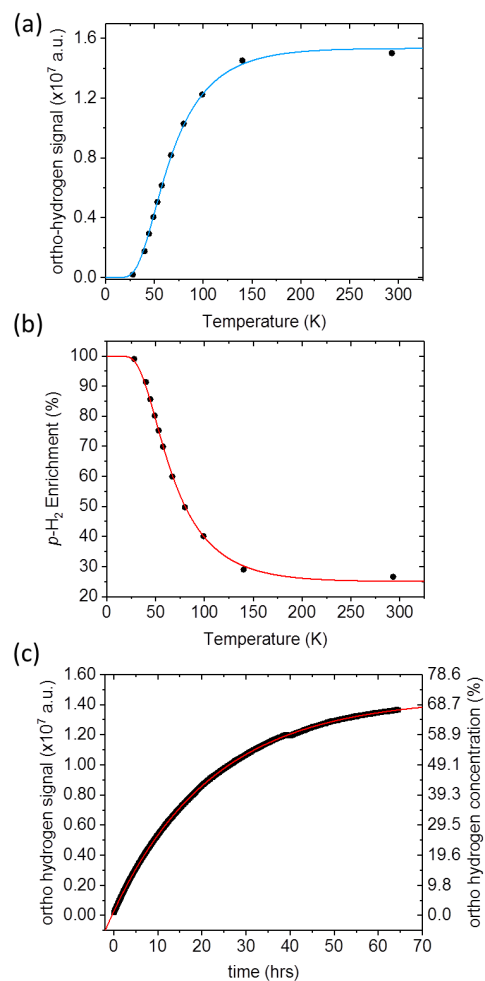 (a)
ortho-hydrogen signal (x10⁷ a.u.)
1.6
1.2
0.8
0.4
0.0
0 50 100 150 200 250 300
Temperature (K)
(b)
p-H₂ Enrichment (%)
100
90
80
70
60
50
40
30
20
0 50 100 150 200 250 300
Temperature (K)
(c)
ortho hydrogen signal (x10⁷ a.u.)
1.60
1.40
1.20
1.00
0.80
0.60
0.40
0.20
0.00
78.6
68.7
58.9
49.1
39.3
29.5
19.6
9.8
0.0
ortho hydrogen concentration (%)
0 10 20 30 40 50 60 70
time (hrs)